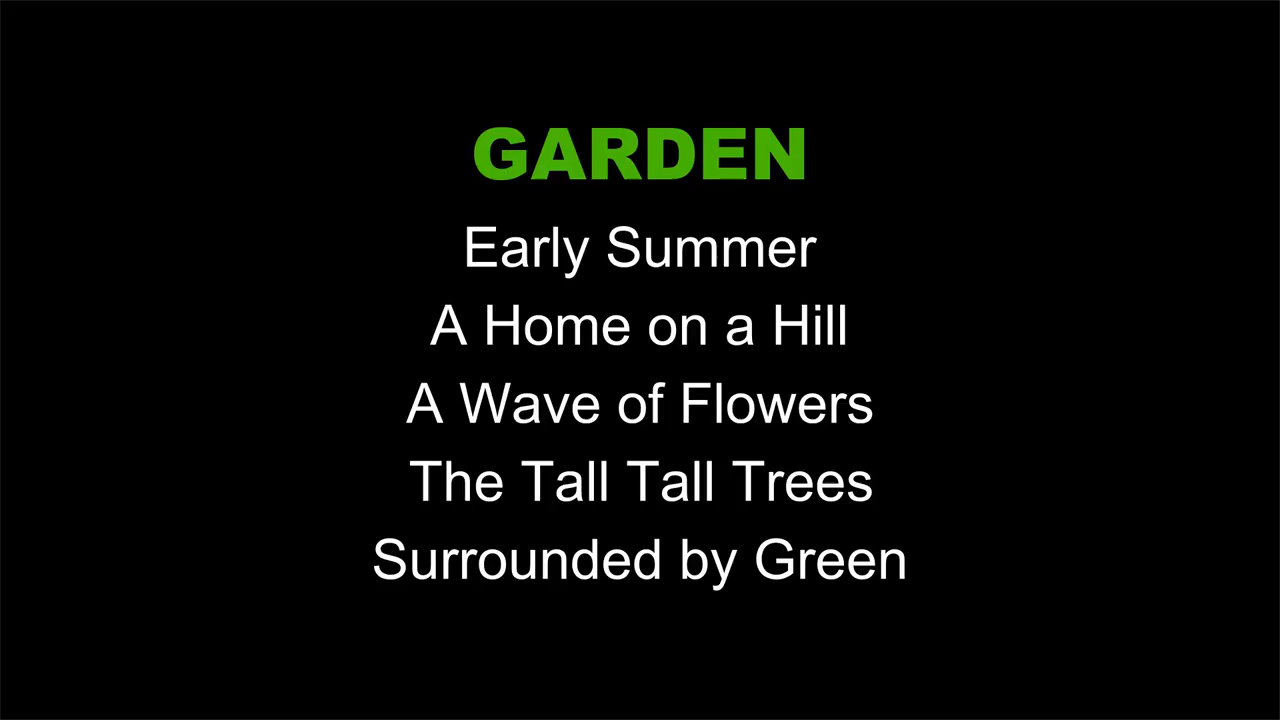 GARDEN
Early Summer
A Home on a Hill
A Wave of Flowers
The Tall Tall Trees
Surrounded by Green